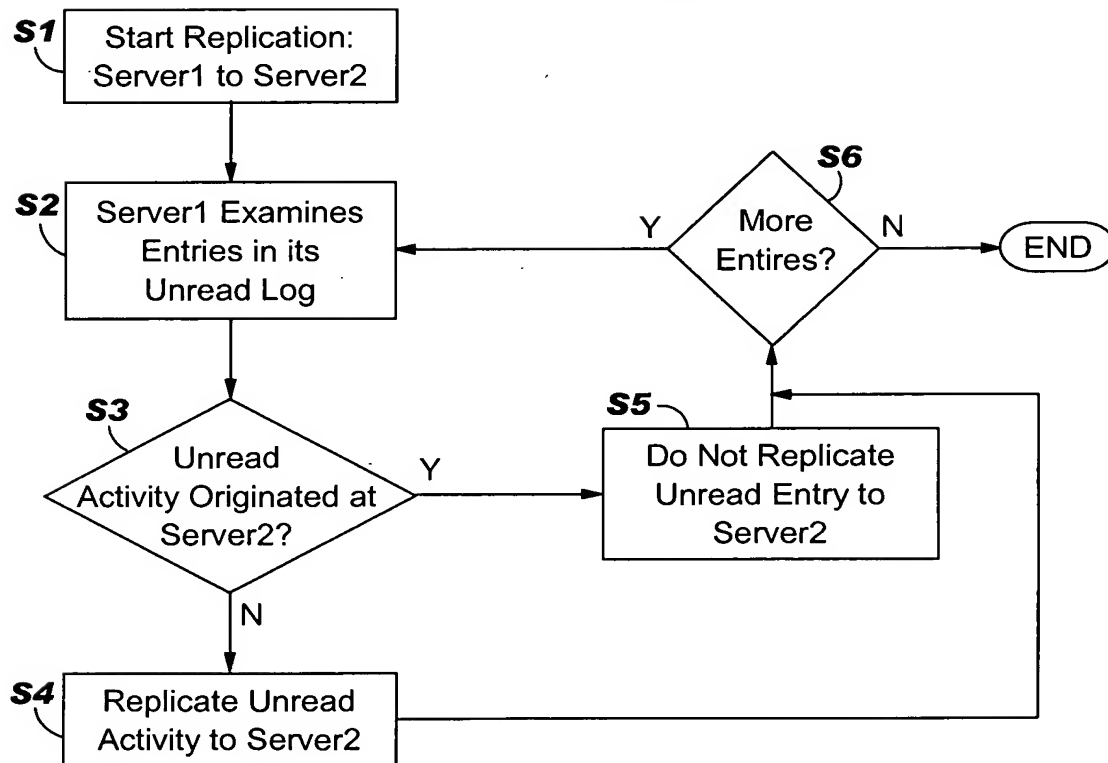 S1
Start Replication:
Server1 to Server2
S2
Server1 Examines
Entries in its
Unread Log
S3
Unread
Activity Originated at
Server2?
Y
N
S4
Replicate Unread
Activity to Server2
S5
Do Not Replicate
Unread Entry to
Server2
S6
More
Entires?
Y
N
END